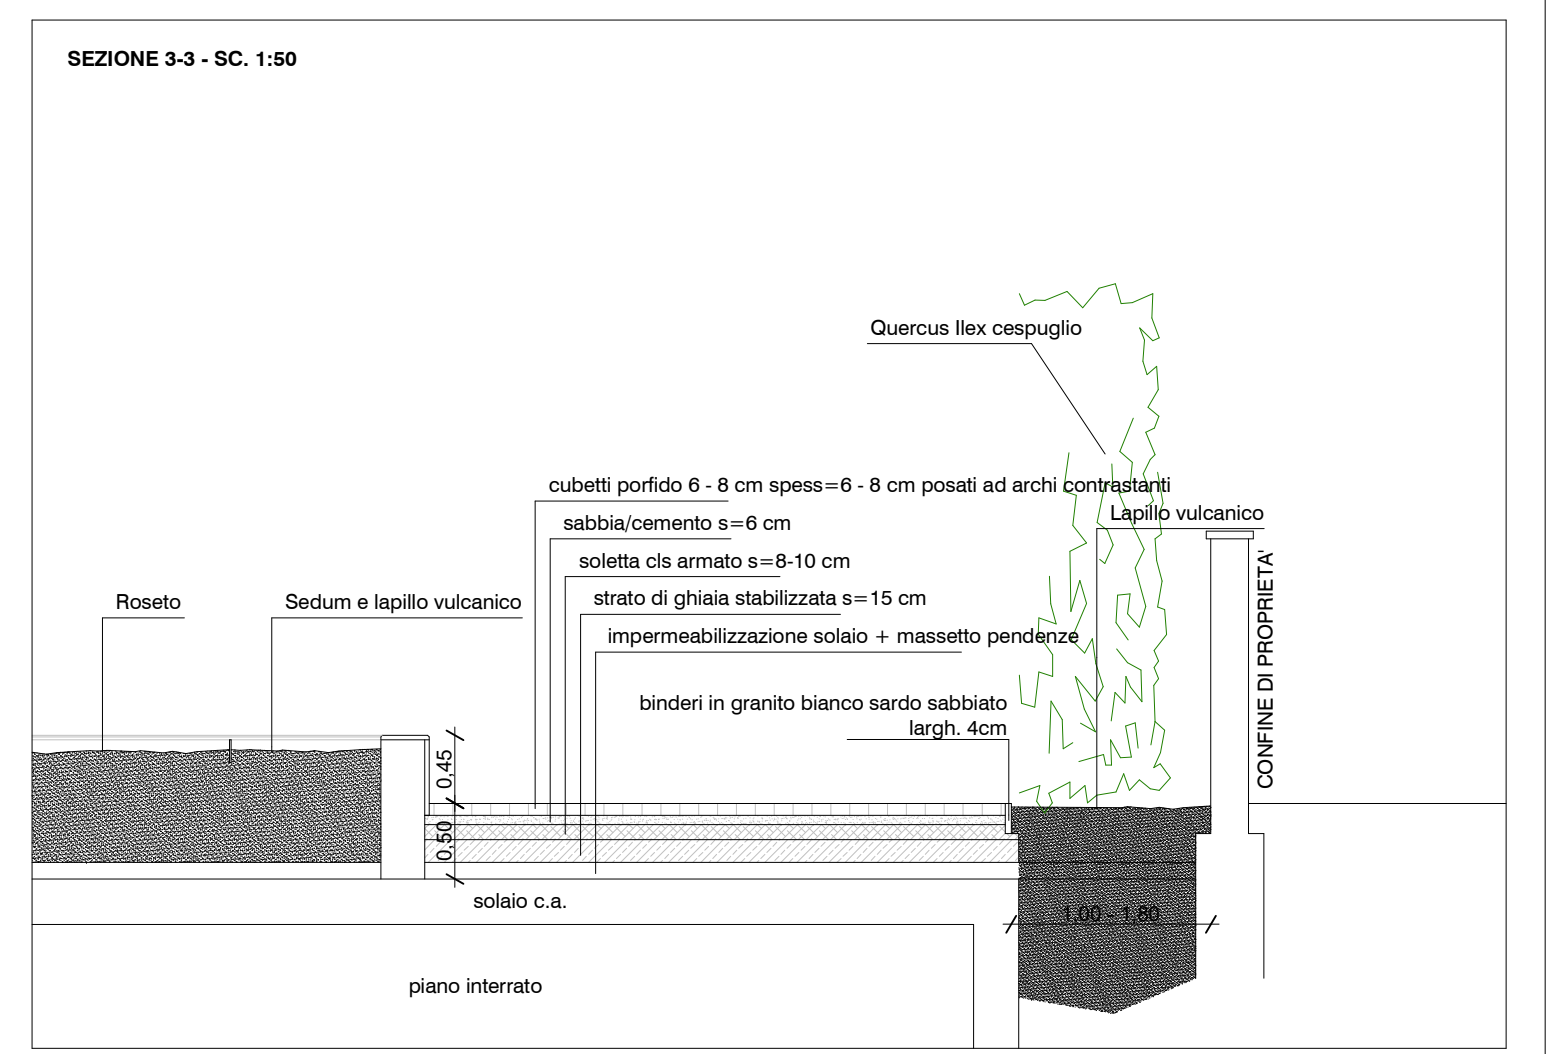 SEZIONE 3-3 - SC. 1:50
Quercus Ilex cespuglio
cubetti porfido 6 - 8 cm spess=6 - 8 cm posati ad archi contrastanti
Lapillo vulcanico
sabbia/cemento s=6 cm
soletta cls armato s=8-10 cm
strato di ghiaia stabilizzata s=15 cm
Roseto
Sedum e lapillo vulcanico
impermeabilizzazione solaio + massetto pendenze
CONFINE DI PROPRIETA'
binderi in granito bianco sardo sabbiato
largh. 4cm
0,45
0,50
solaio c.a.
1,00 - 1,80
piano interrato